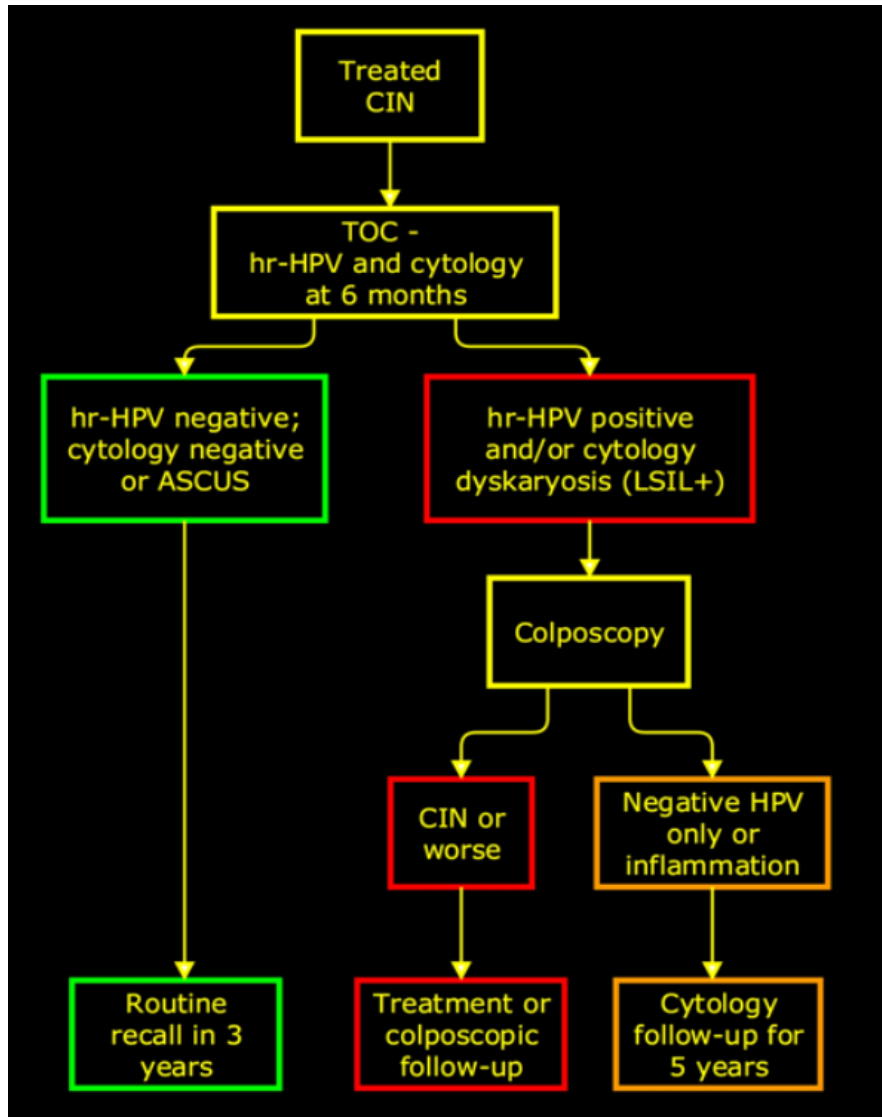 Treated
CIN
TOC -
hr-HPV and cytology
at 6 months
hr-HPV negative;
cytology negative
or ASCUS
hr-HPV positive
and/or cytology
dyskaryosis (LSIL+)
Colposcopy
CIN or
worse
Negative HPV
only or
inflammation
Routine
recall in 3
years
Treatment or
colposcopic
follow-up
Cytology
follow-up for
5 years